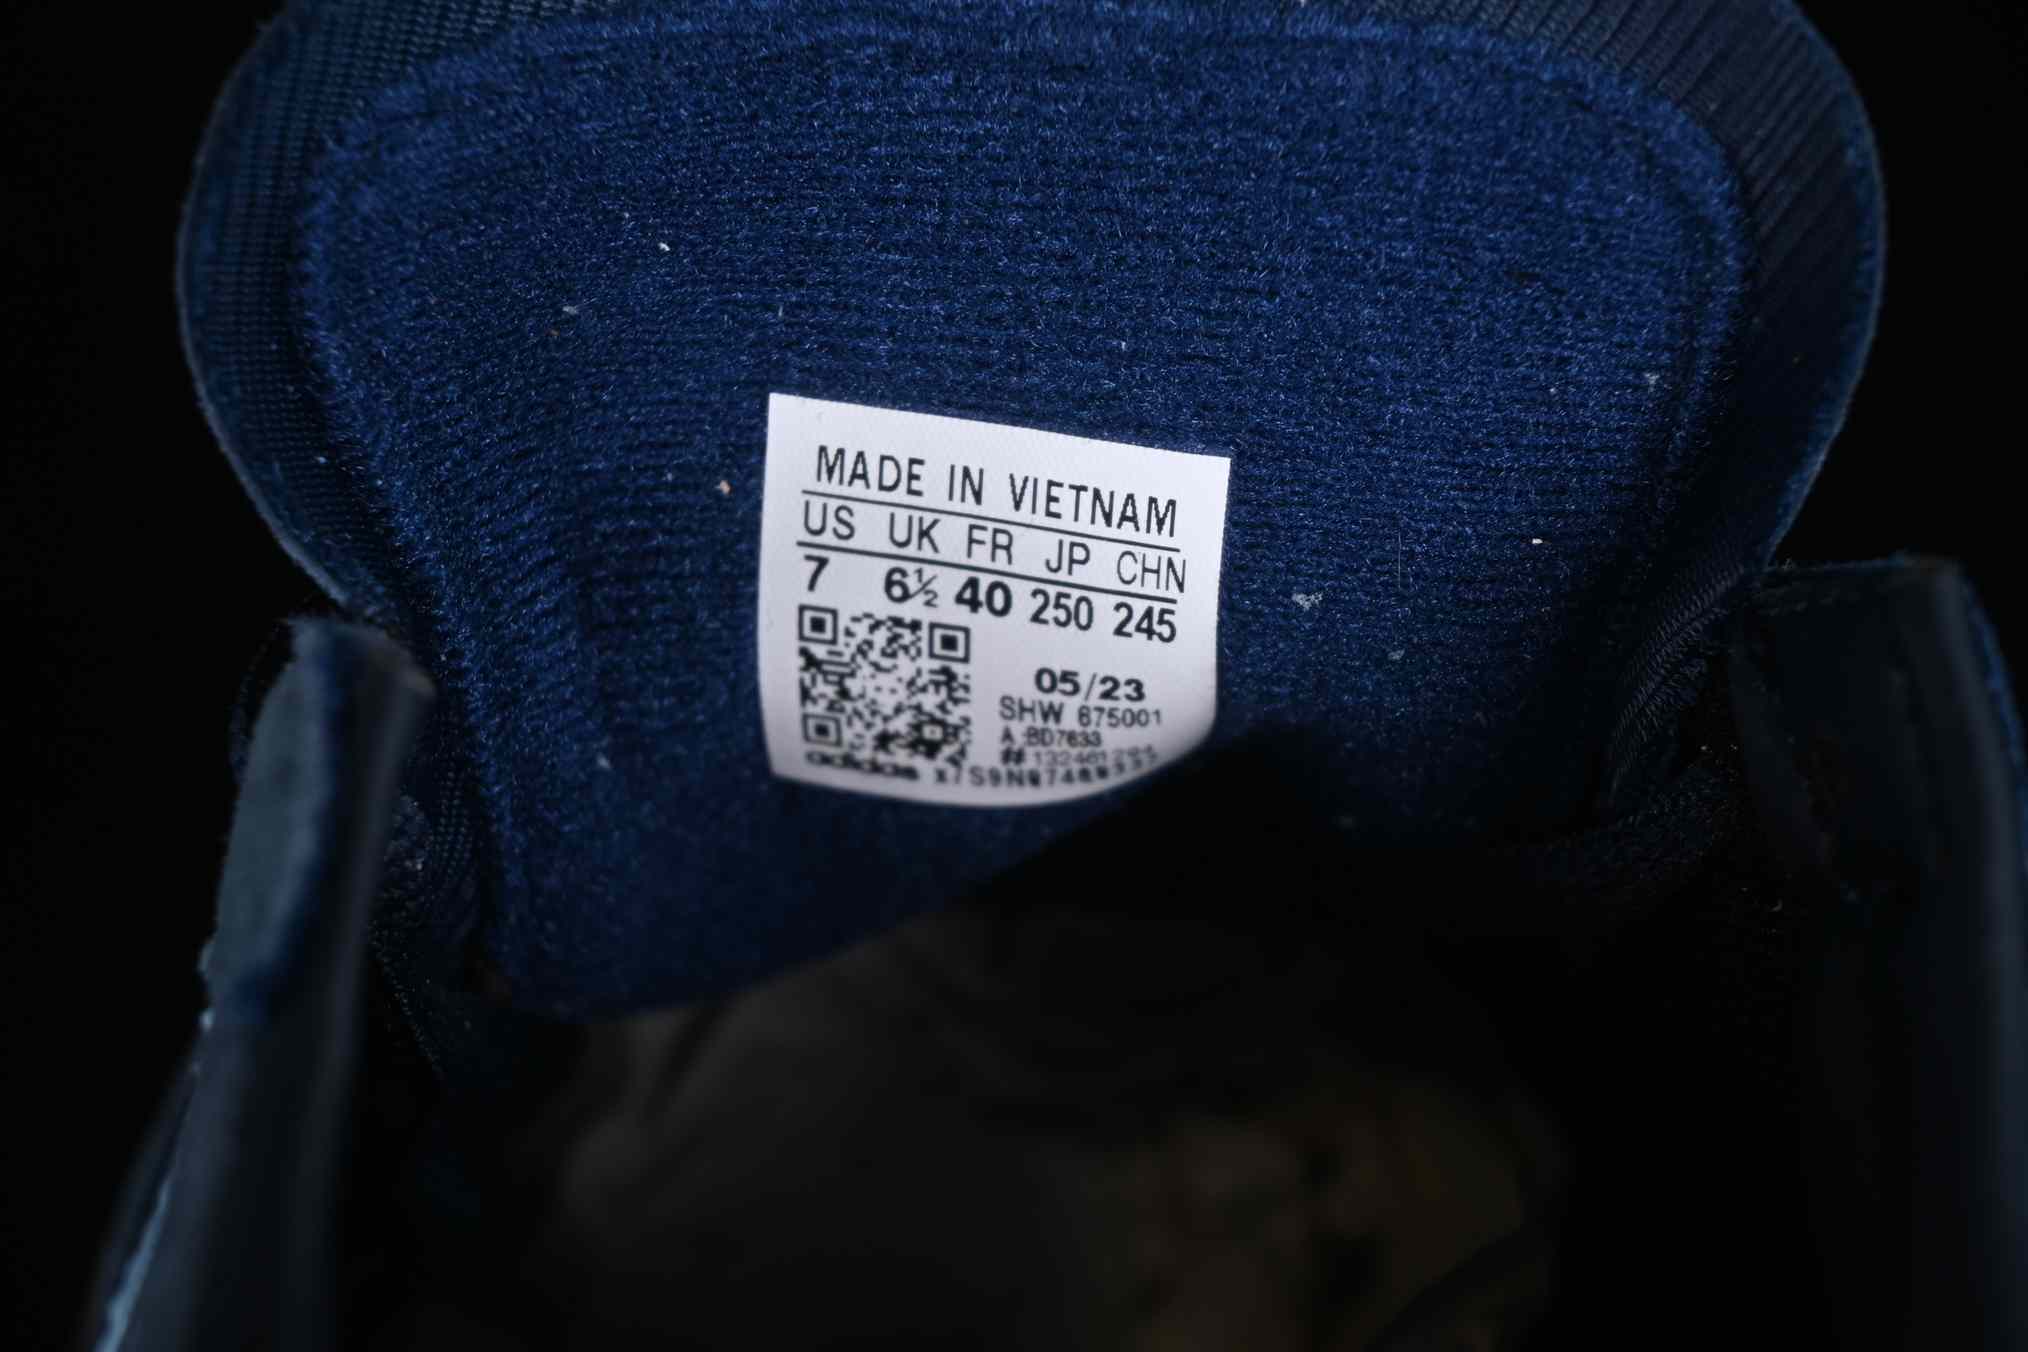 MADE IN VIETNAM
US UK FR JP CHN
7 6½ 40 250 245
05/23
SHW 675001
A :BD7633
adidas